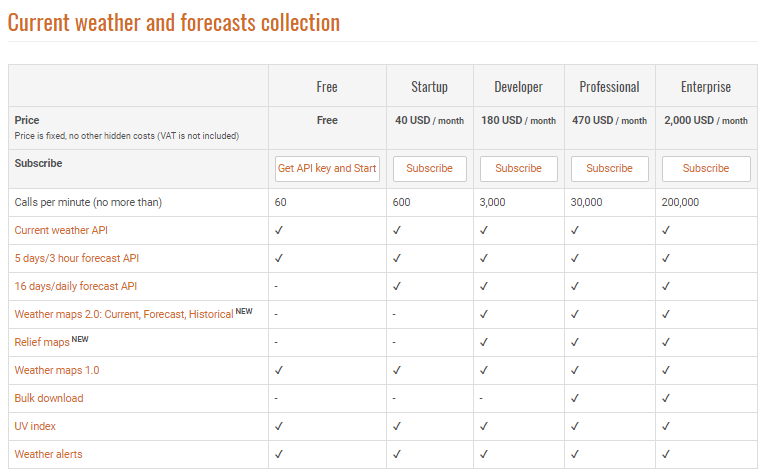 Current weather and forecasts collection
Free Startup Developer Professional Enterprise
Price Free 40 USD / month 180 USD / month 470 USD / month 2,000 USD / month
Price is fixed, no other hidden costs (VAT is not included)
Subscribe Get API key and Start Subscribe Subscribe Subscribe Subscribe
Calls per minute (no more than) 60 600 3,000 30,000 200,000
Current weather API ✓ ✓ ✓ ✓ ✓
5 days/3 hour forecast API ✓ ✓ ✓ ✓ ✓
16 days/daily forecast API - ✓ ✓ ✓ ✓
Weather maps 2.0: Current, Forecast, Historical NEW - - ✓ ✓ ✓
Relief maps NEW - - ✓ ✓ ✓
Weather maps 1.0 ✓ ✓ ✓ ✓ ✓
Bulk download - - - ✓ ✓
UV index ✓ ✓ ✓ ✓ ✓
Weather alerts ✓ ✓ ✓ ✓ ✓